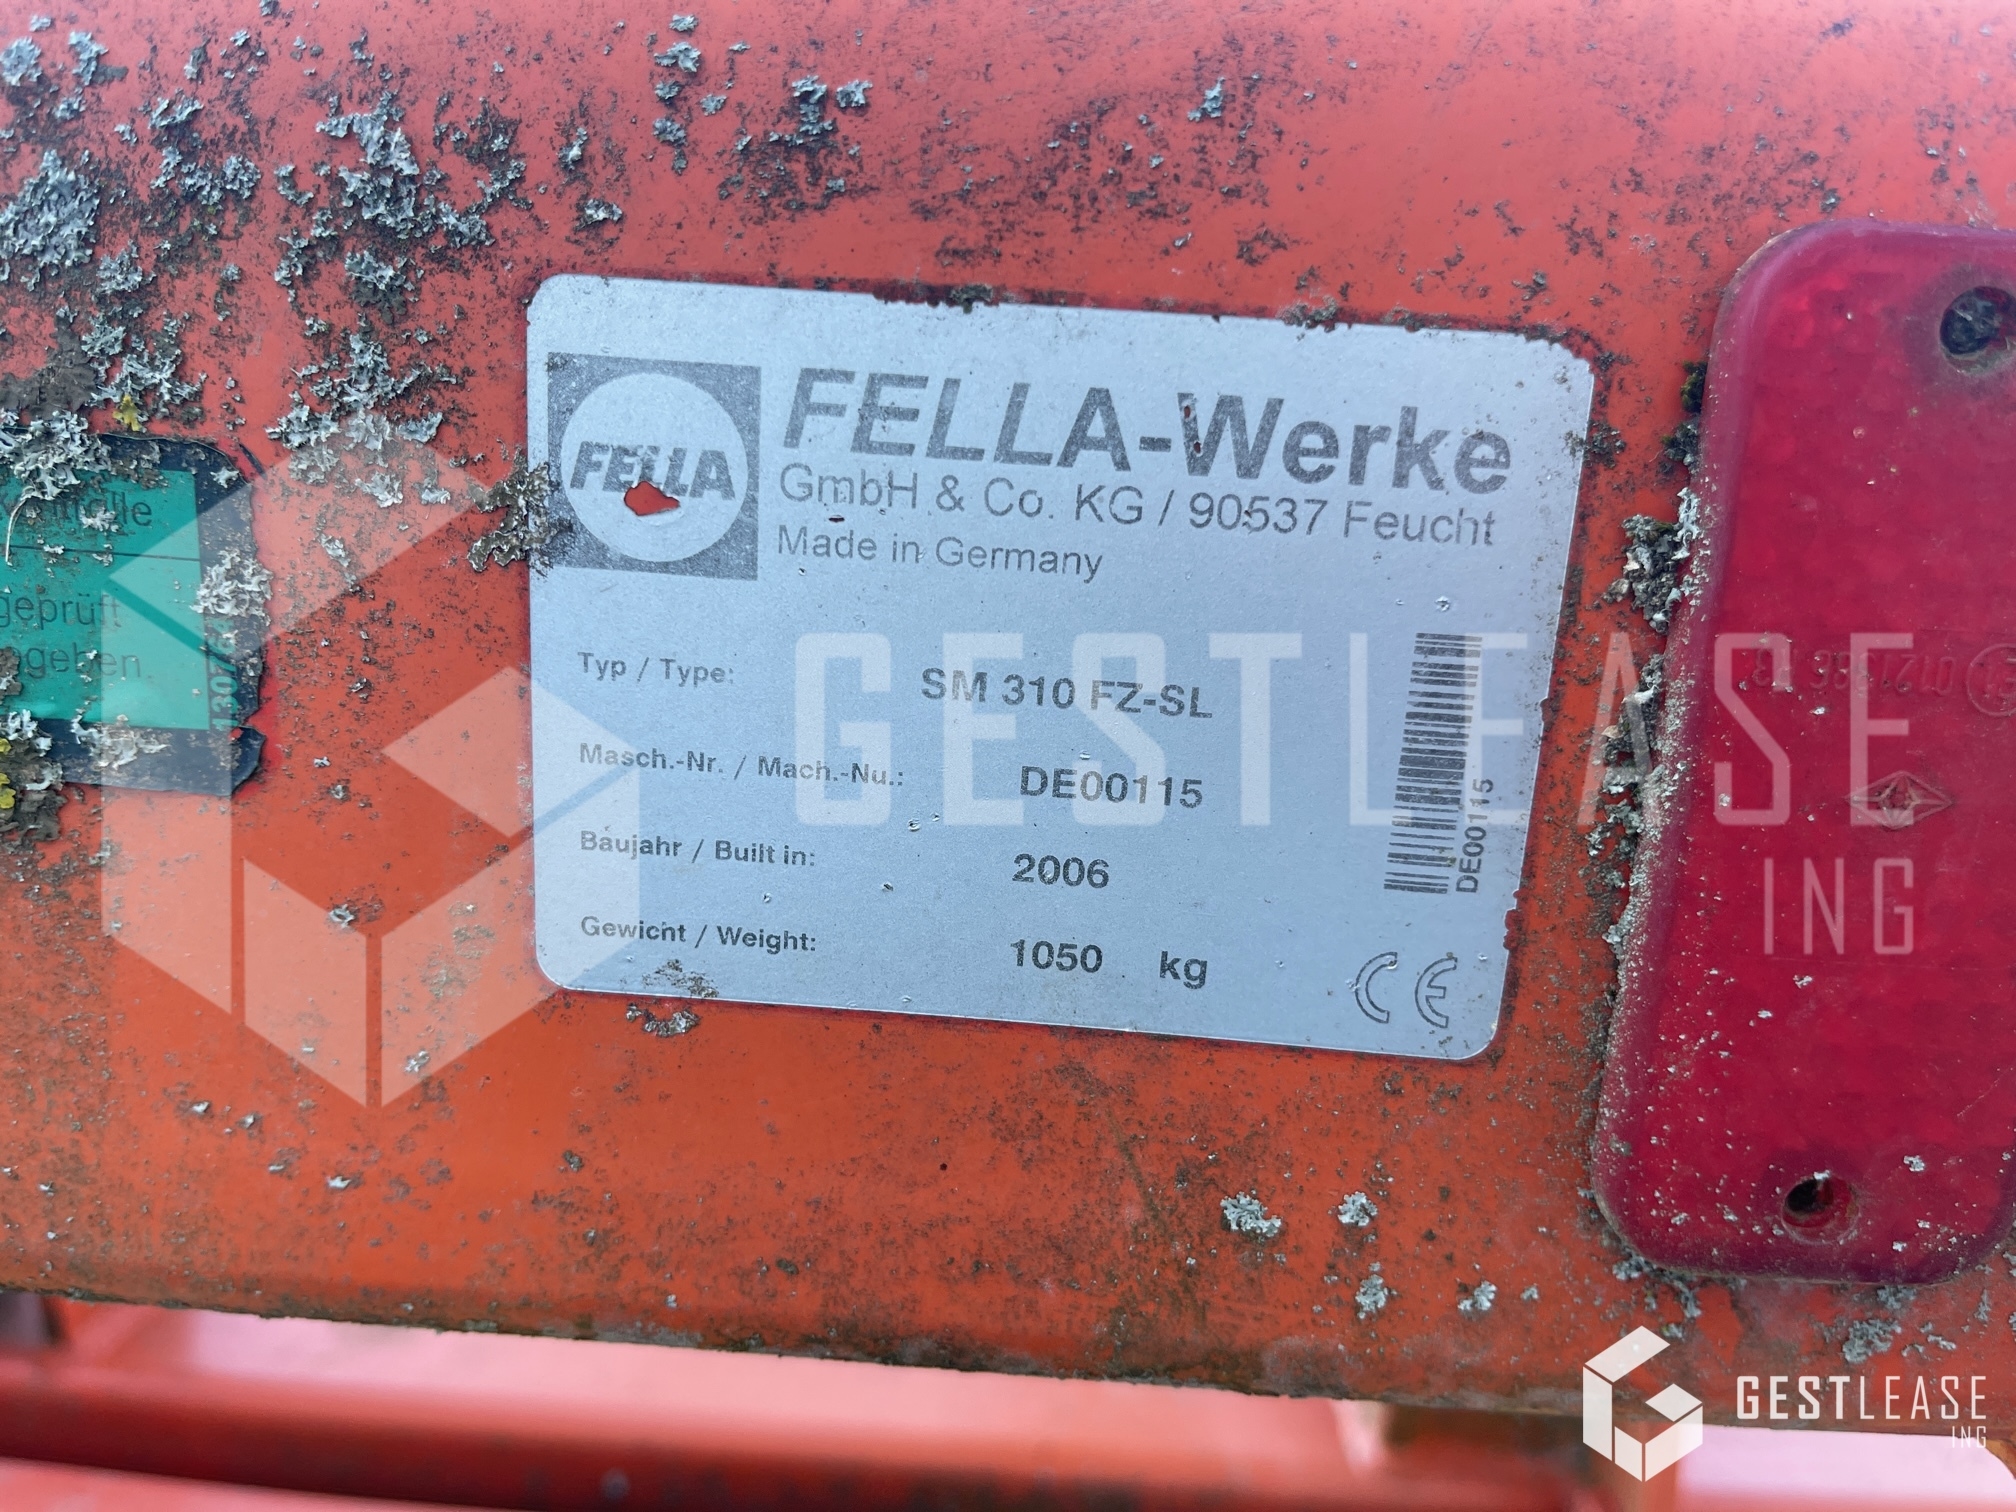 FELLA
FELLA-Werke
GmbH & Co. KG / 90537 Feucht
Made in Germany
Typ / Type: SM 310 FZ-SL
Masch.-Nr. / Mach.-Nu.: DE00115
Baujahr / Built in: 2006
Gewicht / Weight: 1050 kg
DE00115
CE
geprüft
GESTLEASE
ING
GESTLEASE
ING